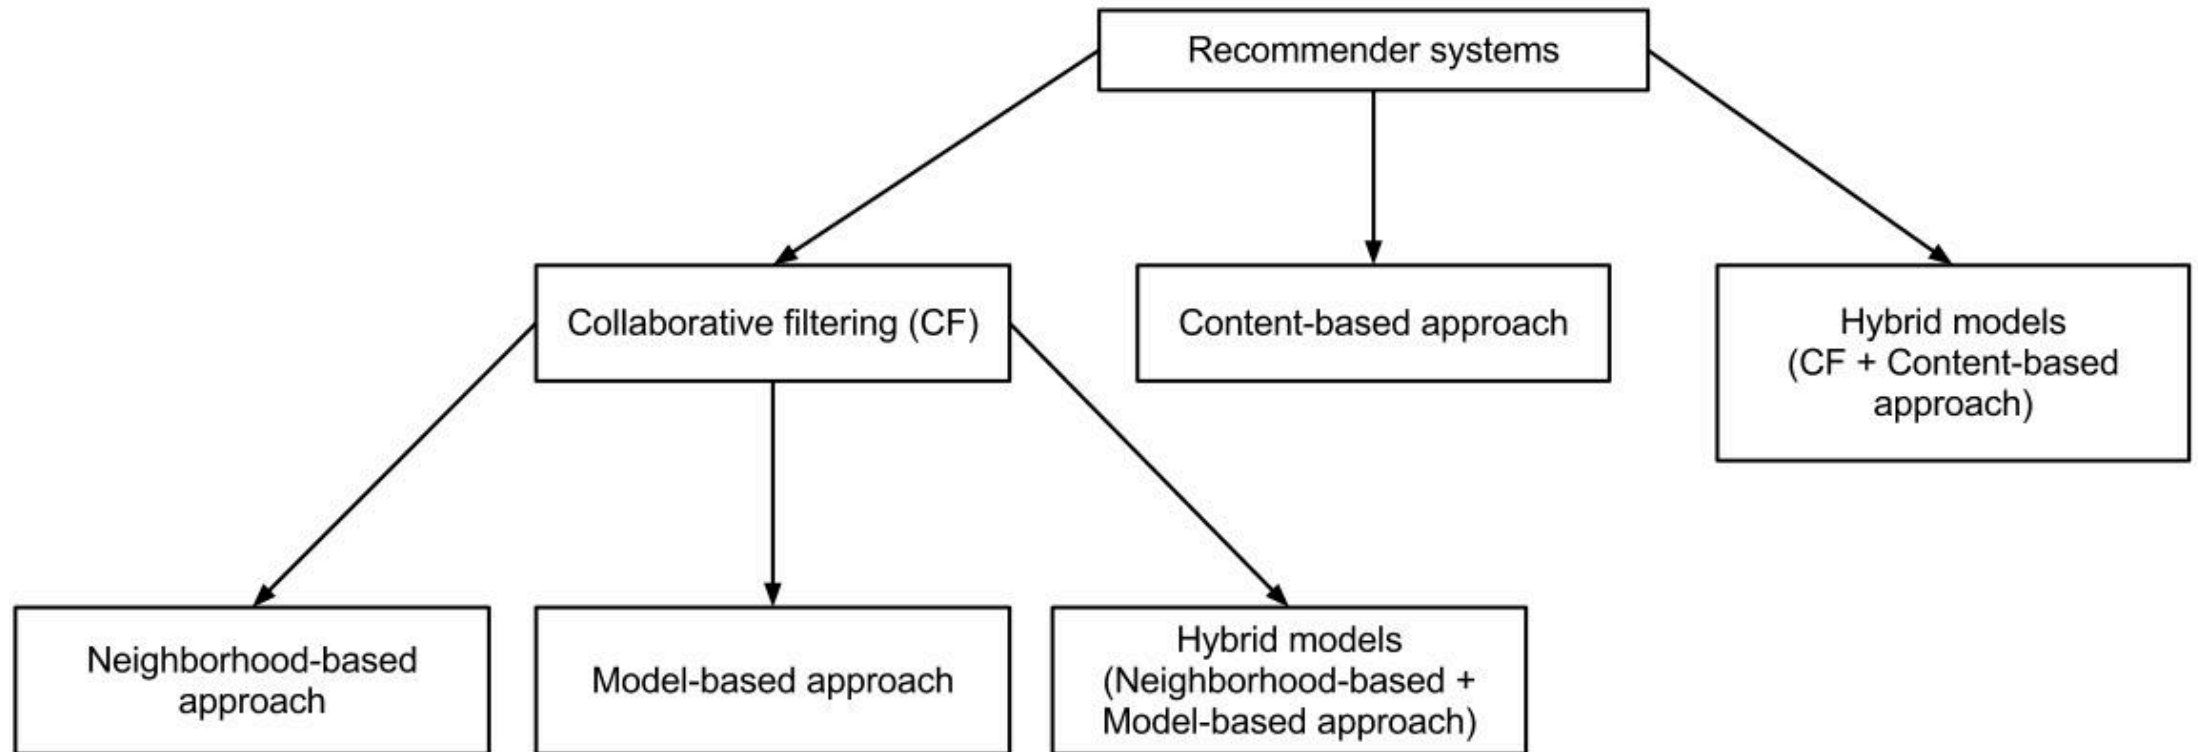 Recommender systems
Collaborative filtering (CF)
Content-based approach
Hybrid models
(CF + Content-based
approach)
Neighborhood-based
approach
Model-based approach
Hybrid models
(Neighborhood-based +
Model-based approach)